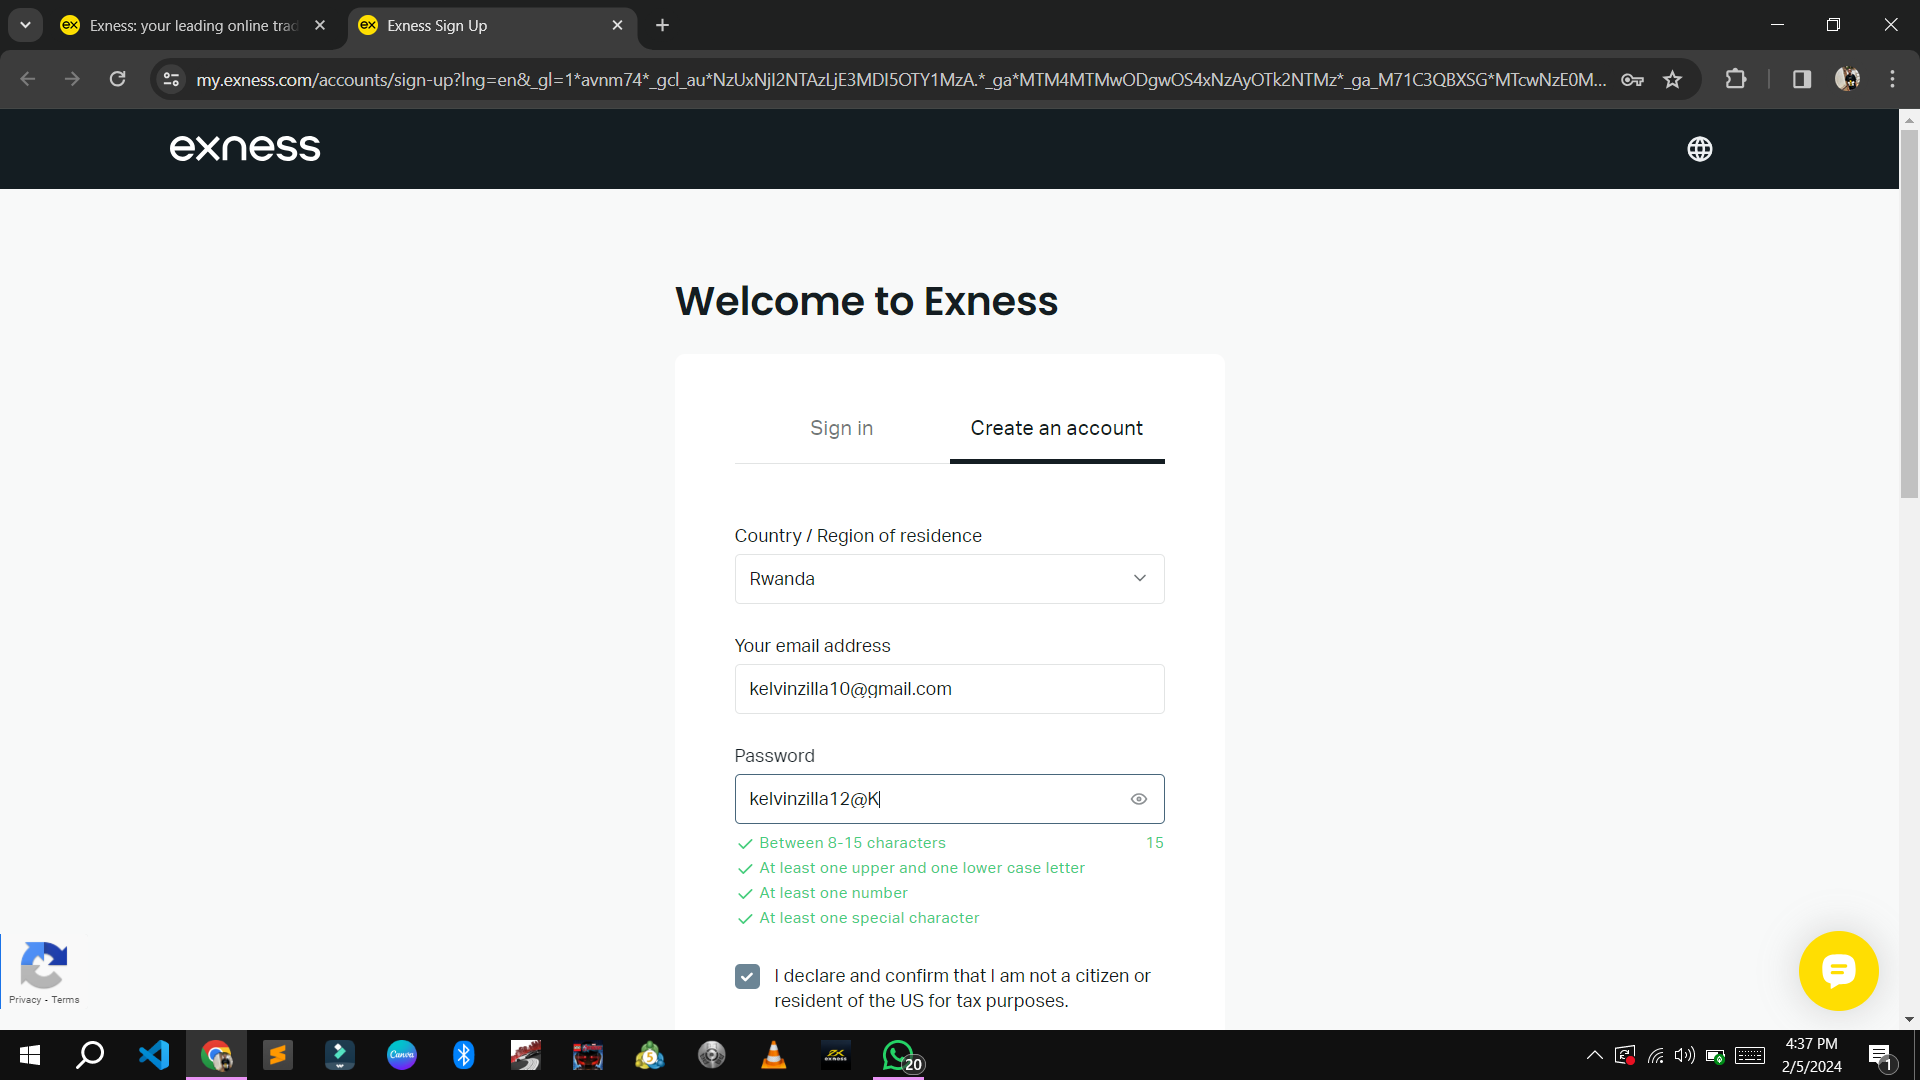 Exness: your leading online trad
Exness Sign Up
my.exness.com/accounts/sign-up?lng=en&_gl=1*avnm74*_gcl_au*NzUxNjI2NTAzLjE3MDI5OTY1MzA.*_ga*MTM4MTMwODgwOS4xNzAyOTk2NTMz*_ga_M71C3QBXSG*MTcwNzE0M...
exness
Welcome to Exness
Sign in
Create an account
Country / Region of residence
Rwanda
Your email address
kelvinzilla10@gmail.com
Password
kelvinzilla12@K
Between 8-15 characters 15
At least one upper and one lower case letter
At least one number
At least one special character
I declare and confirm that I am not a citizen or
resident of the US for tax purposes.
Privacy - Terms
Canva
5
EXNESS
20
4:37 PM
2/5/2024
1